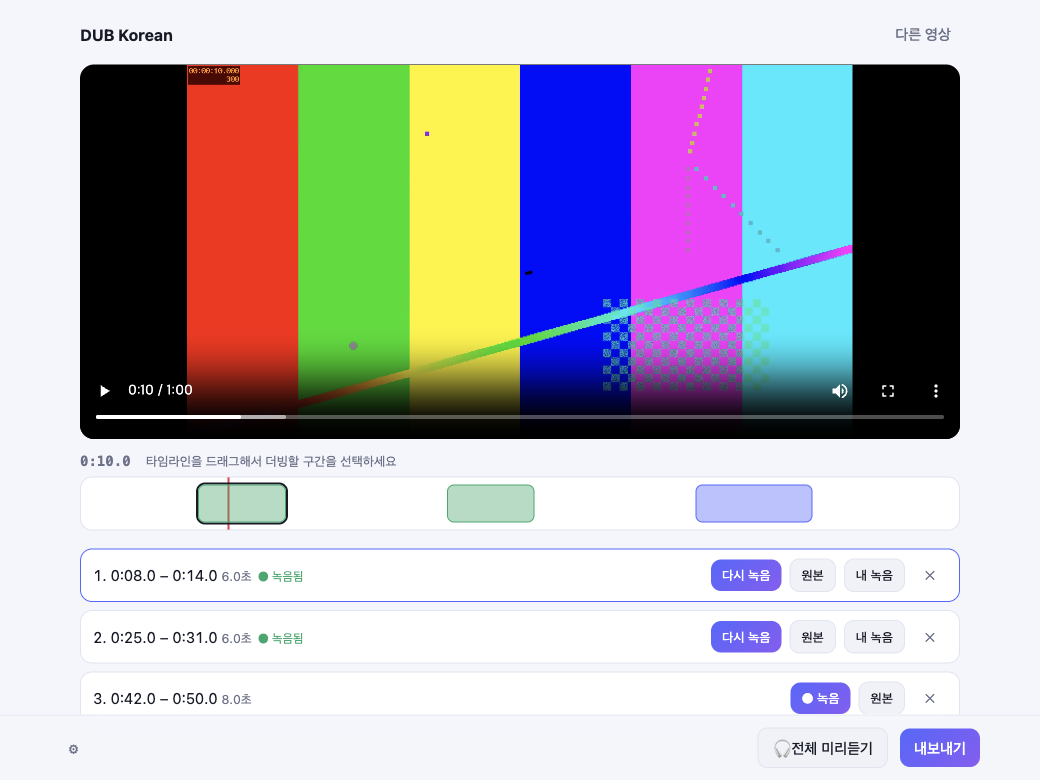 DUB Korean
다른 영상
00:00:10.000
300
0:10 / 1:00
0:10.0 타임라인을 드래그해서 더빙할 구간을 선택하세요
1. 0:08.0 – 0:14.0 6.0초 녹음됨 다시 녹음 원본 내 녹음 ×
2. 0:25.0 – 0:31.0 6.0초 녹음됨 다시 녹음 원본 내 녹음 ×
3. 0:42.0 – 0:50.0 8.0초 녹음 원본 ×
전체 미리듣기 내보내기